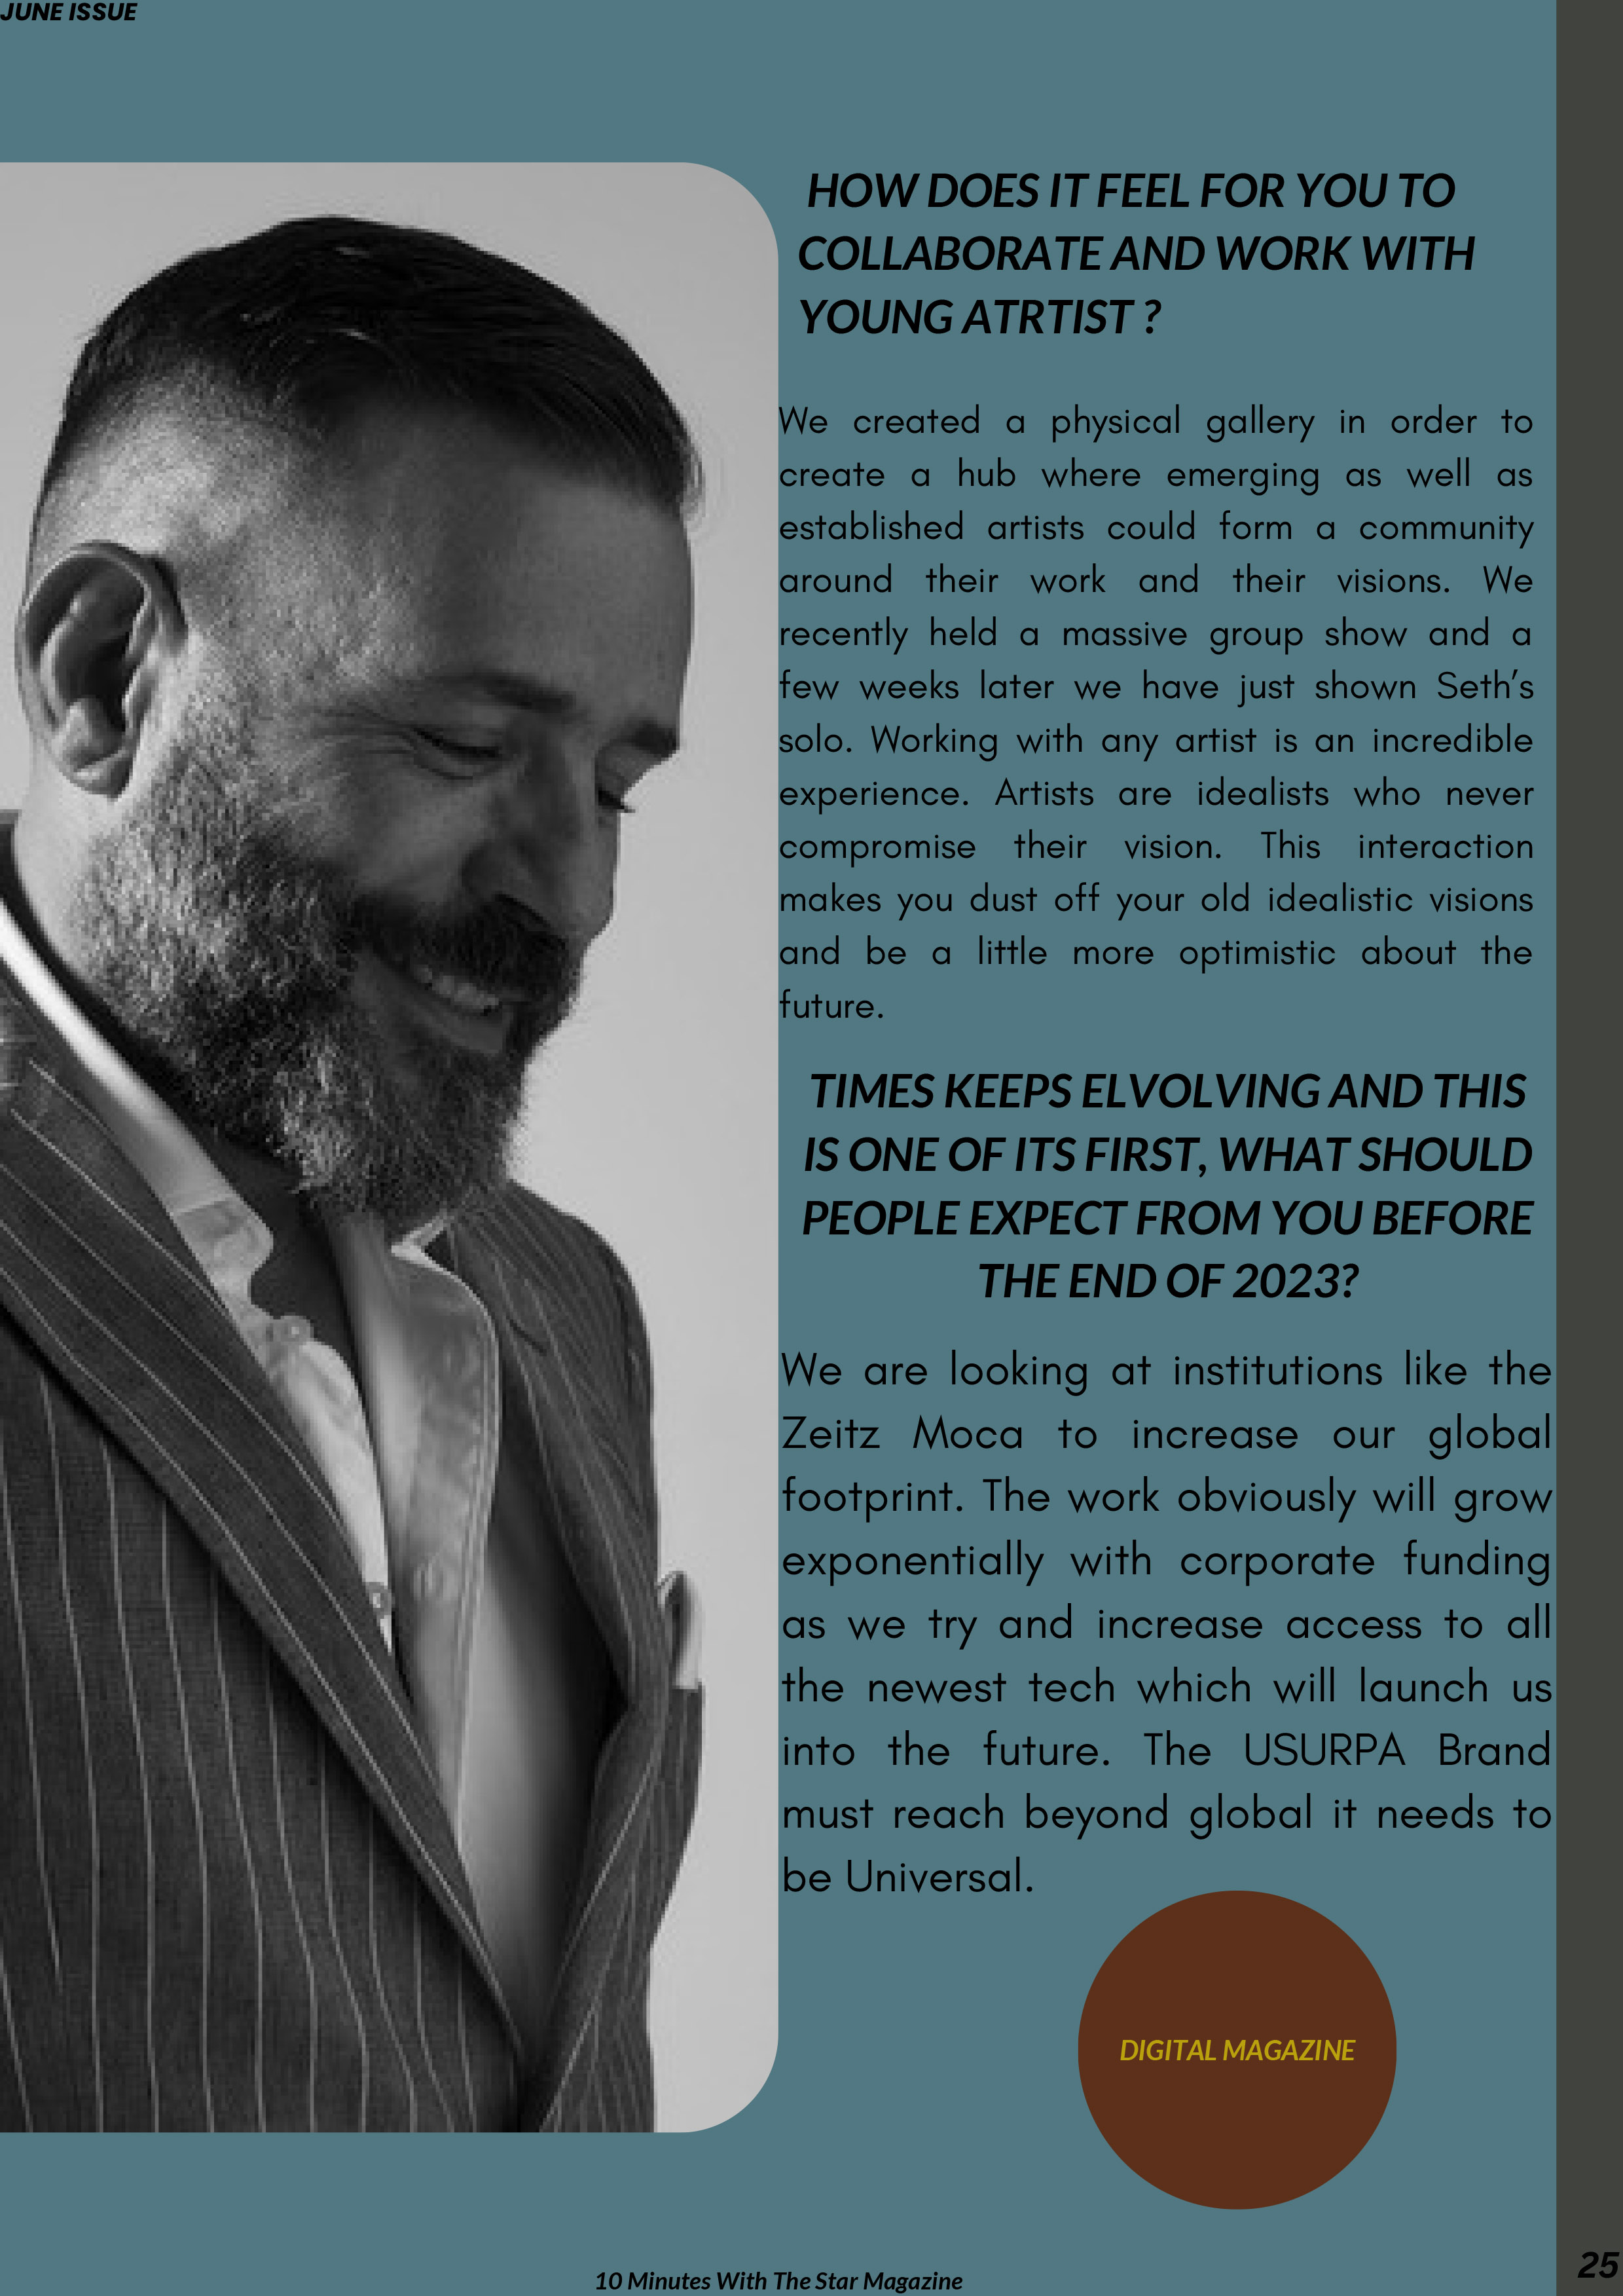 JUNE ISSUE
HOW DOES IT FEEL FOR YOU TO
COLLABORATE AND WORK WITH
YOUNG ATRTIST ?
We created a physical gallery in order to
create a hub where emerging as well as
established artists could form a community
around their work and their visions. We
recently held a massive group show and a
few weeks later we have just shown Seth's
solo. Working with any artist is an incredible
experience. Artists are idealists who never
compromise their vision. This interaction
makes you dust off your old idealistic visions
and be a little more optimistic about the
future.
TIMES KEEPS ELVOLVING AND THIS
IS ONE OF ITS FIRST, WHAT SHOULD
PEOPLE EXPECT FROM YOU BEFORE
THE END OF 2023?
We are looking at institutions like the
Zeitz Moca to increase our global
footprint. The work obviously will grow
exponentially with corporate funding
as we try and increase access to all
the newest tech which will launch us
into the future. The USURPA Brand
must reach beyond global it needs to
be Universal.
DIGITAL MAGAZINE
10 Minutes With The Star Magazine
25